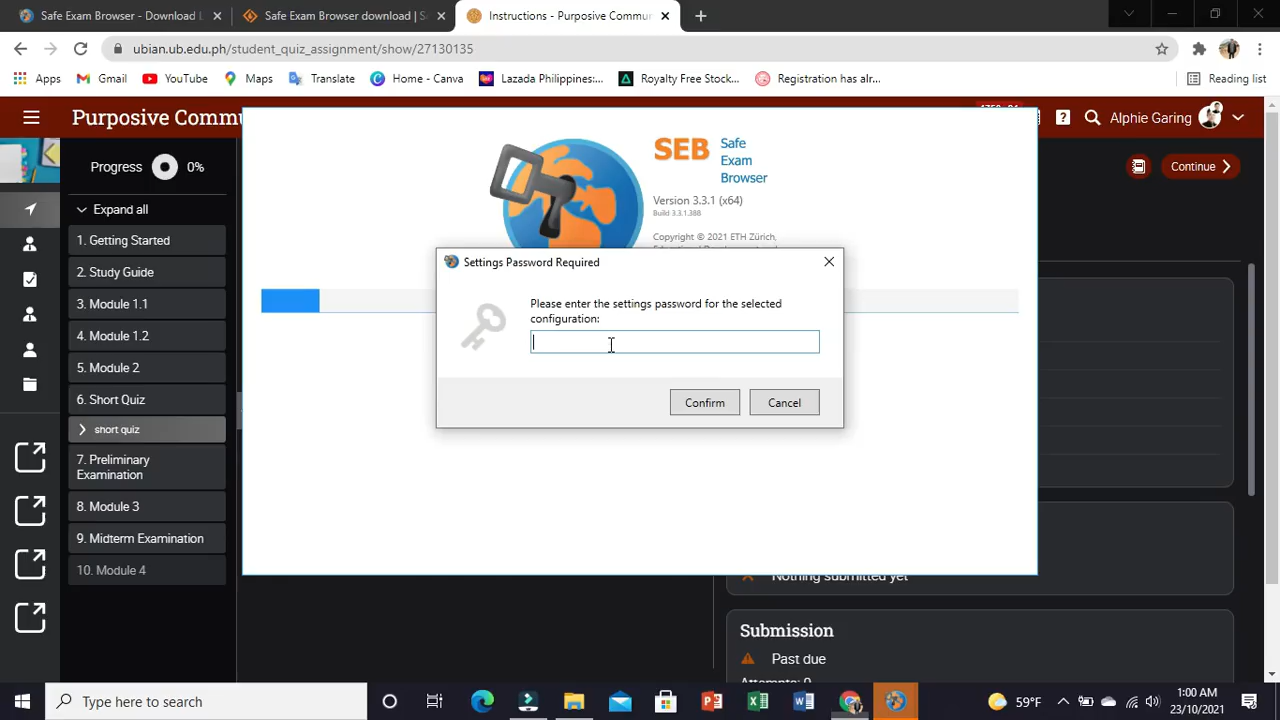 Safe Exam Browser - Download
Safe Exam Browser download | S
Instructions - Purposive Commu
ubian.ub.edu.ph/student_quiz_assignment/show/27130135
Apps Gmail YouTube Maps Translate Home - Canva Lazada Philippines:... Royalty Free Stock... Registration has alr... Reading list
Purposive Commu
? Alphie Garing
Progress 0%
Continue
Expand all
1. Getting Started
2. Study Guide
3. Module 1.1
4. Module 1.2
5. Module 2
6. Short Quiz
short quiz
7. Preliminary
Examination
8. Module 3
9. Midterm Examination
10. Module 4
SEB Safe
Exam
Browser
Version 3.3.1 (x64)
Build 3.3.1.388
Copyright © 2021 ETH Zürich,
Settings Password Required
Please enter the settings password for the selected
configuration:
Confirm Cancel
Nothing submitted yet
Submission
Past due
Type here to search
59°F
1:00 AM
23/10/2021